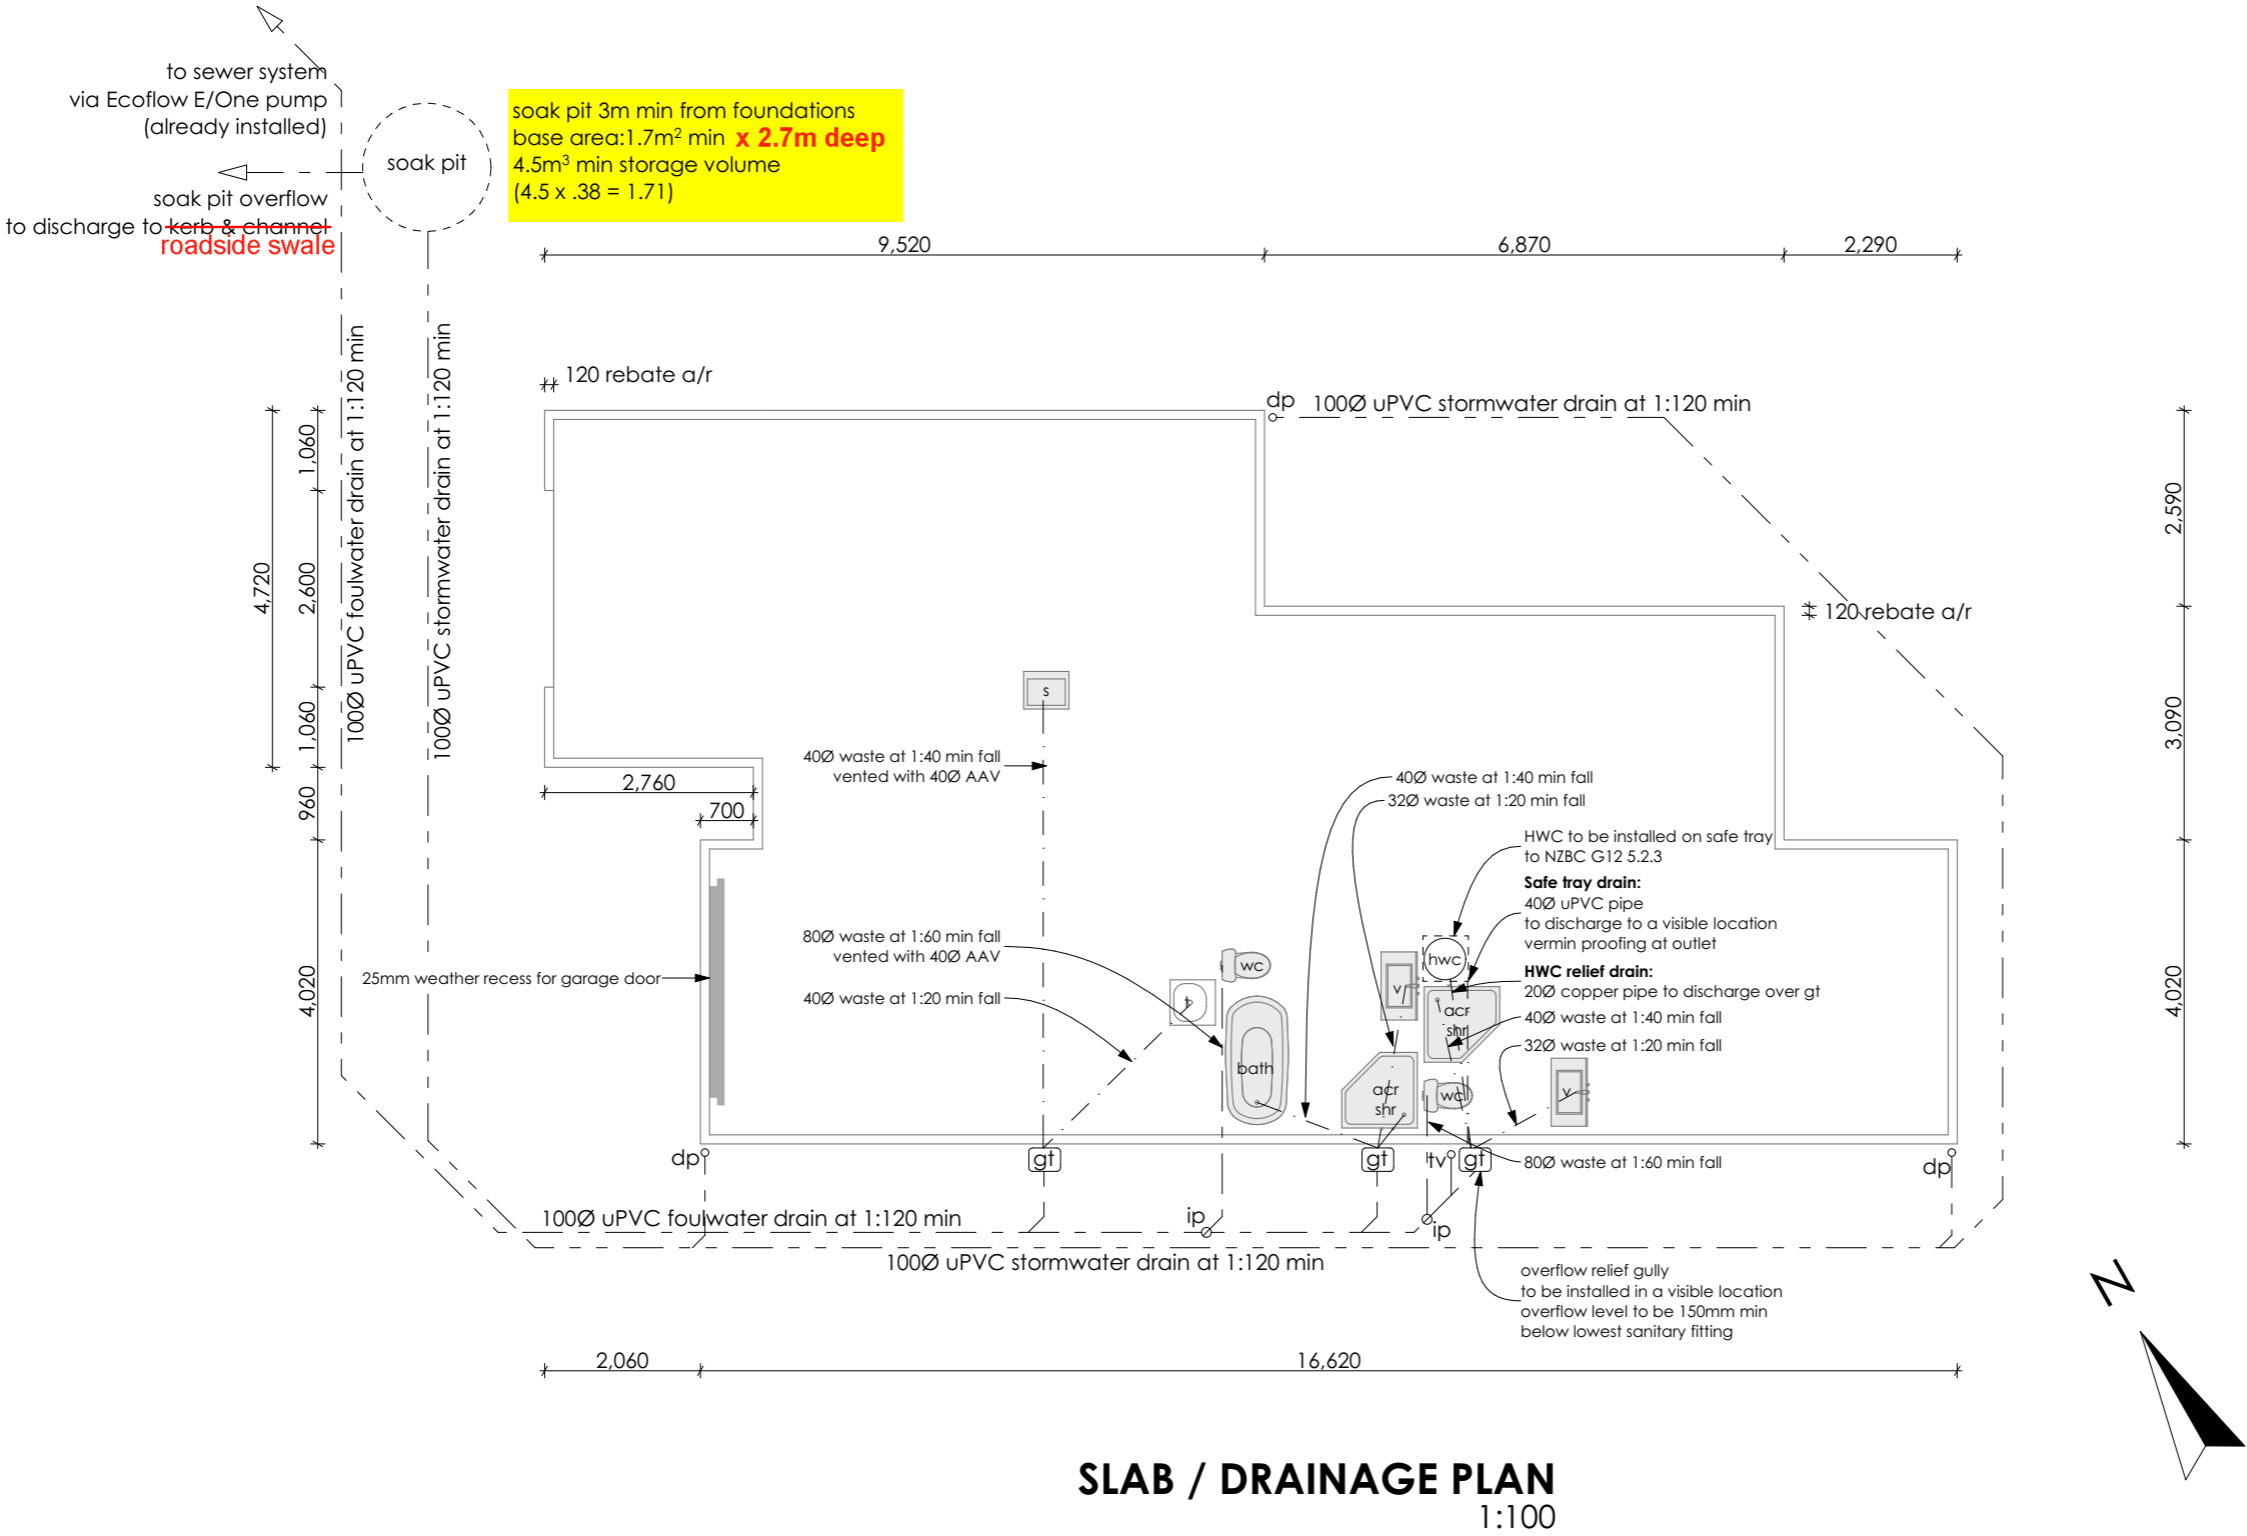 to sewer system
via Ecoflow E/One pump
(already installed)
soak pit
soak pit 3m min from foundations
base area:1.7m² min x 2.7m deep
4.5m³ min storage volume
(4.5 x .38 = 1.71)
soak pit overflow
to discharge to kerb & channel
roadside swale
9,520
6,870
2,290
120 rebate a/r
dp
100Ø uPVC stormwater drain at 1:120 min
100Ø uPVC foulwater drain at 1:120 min
100Ø uPVC stormwater drain at 1:120 min
4,720
1,060
2,600
1,060
960
4,020
2,590
3,090
4,020
120 rebate a/r
s
40Ø waste at 1:40 min fall
vented with 40Ø AAV
2,760
700
40Ø waste at 1:40 min fall
32Ø waste at 1:20 min fall
HWC to be installed on safe tray
to NZBC G12 5.2.3
Safe tray drain:
40Ø uPVC pipe
to discharge to a visible location
vermin proofing at outlet
HWC relief drain:
20Ø copper pipe to discharge over gt
40Ø waste at 1:40 min fall
32Ø waste at 1:20 min fall
80Ø waste at 1:60 min fall
vented with 40Ø AAV
40Ø waste at 1:20 min fall
25mm weather recess for garage door
wc
hwc
v
t
acr
shr
bath
acr
shr
wc
v
dp
gt
gt
tv
gt
80Ø waste at 1:60 min fall
dp
100Ø uPVC foulwater drain at 1:120 min
ip
ip
100Ø uPVC stormwater drain at 1:120 min
overflow relief gully
to be installed in a visible location
overflow level to be 150mm min
below lowest sanitary fitting
N
2,060
16,620
SLAB / DRAINAGE PLAN
1:100